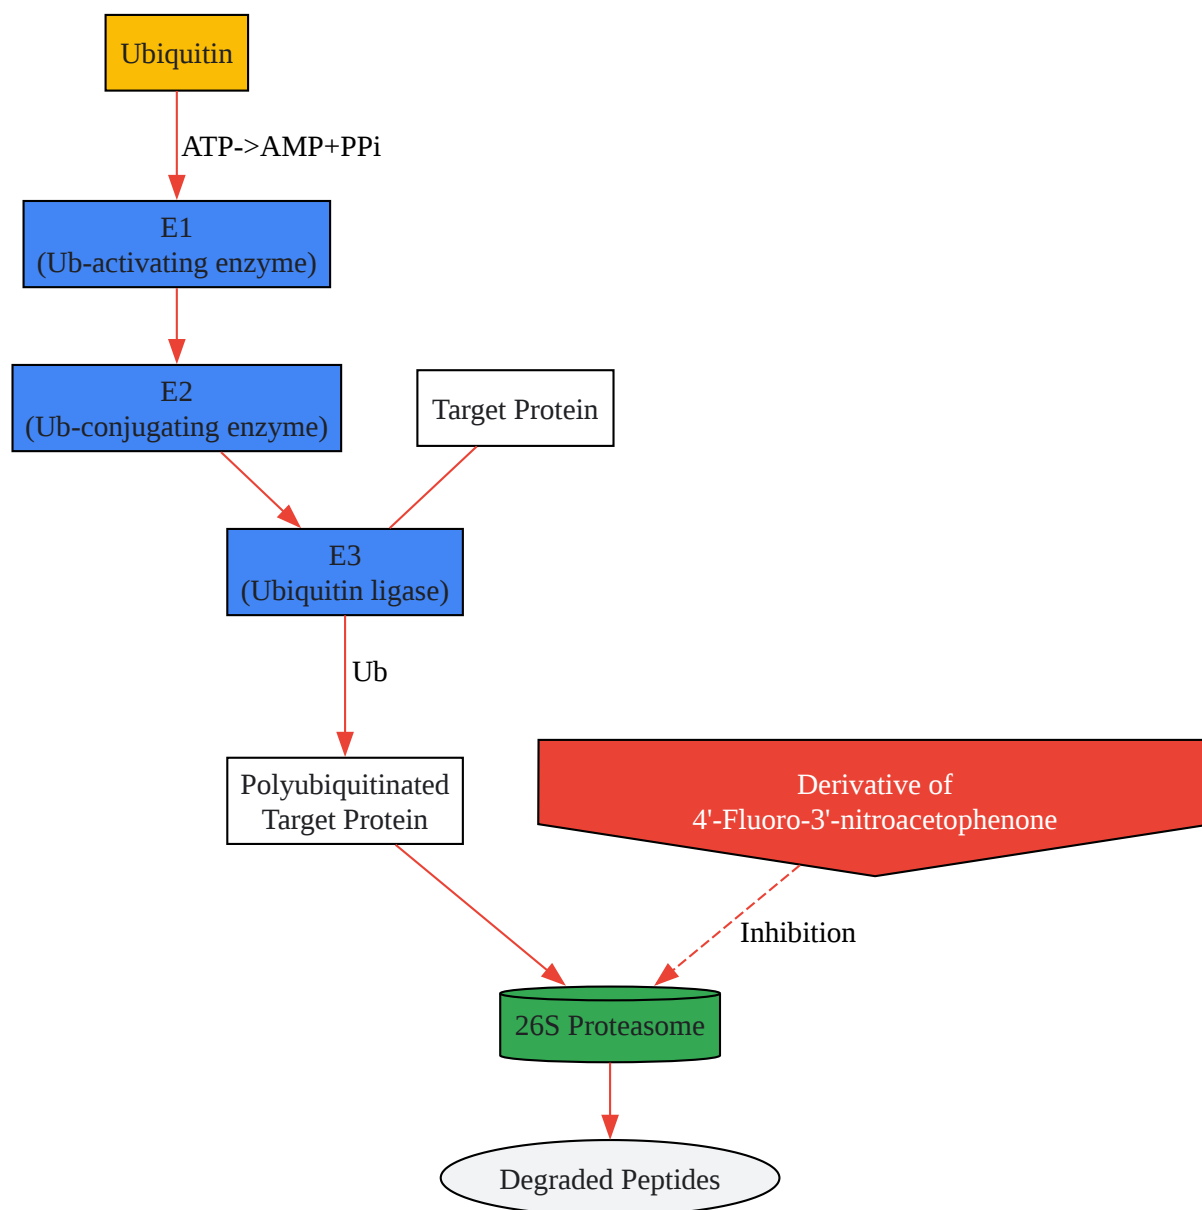 Ubiquitin
ATP->AMP+PPi
E1
(Ub-activating enzyme)
E2
(Ub-conjugating enzyme)
Target Protein
E3
(Ubiquitin ligase)
Ub
Polyubiquitinated
Target Protein
Derivative of
4'-Fluoro-3'-nitroacetophenone
Inhibition
26S Proteasome
Degraded Peptides